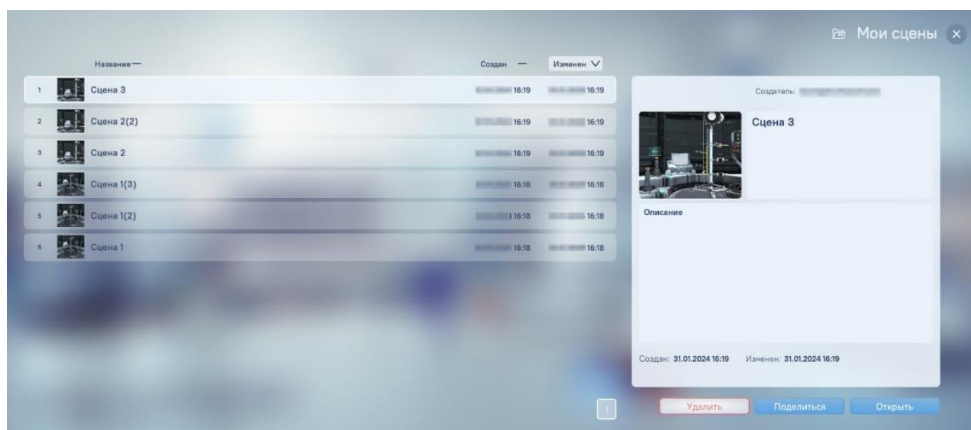 Мои сцены
Название — Создан — Изменен
1 Сцена 3 16:19 16:19
2 Сцена 2(2) 16:19 16:19
3 Сцена 2 16:19 16:19
4 Сцена 1(3) 16:18 16:18
5 Сцена 1(2) 16:18 16:18
6 Сцена 1 16:18 16:18
1
Создатель:
Сцена 3
Описание
Создан: 31.01.2024 16:19 Изменен: 31.01.2024 16:19
Удалить Поделиться Открыть